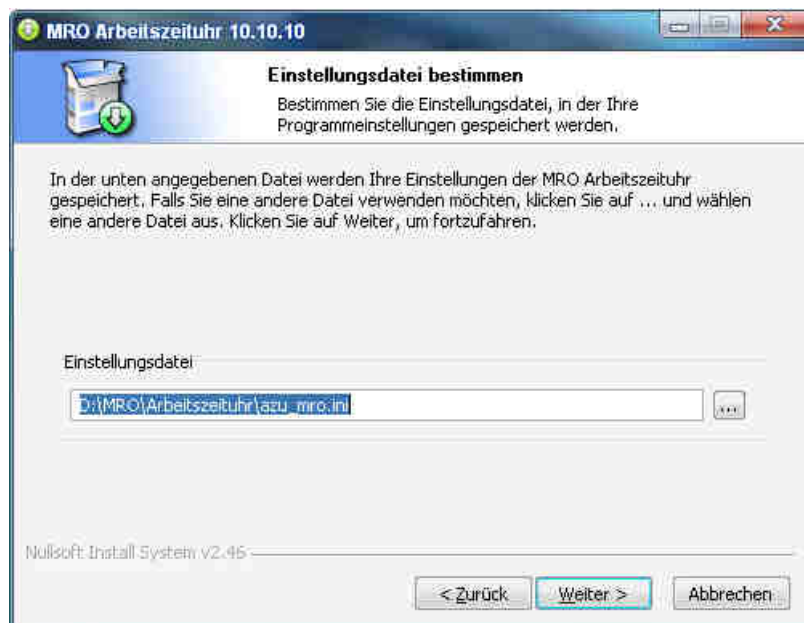 MRO Arbeitszeituhr 10.10.10
Einstellungsdatei bestimmen
Bestimmen Sie die Einstellungsdatei, in der Ihre
Programmeinstellungen gespeichert werden.
In der unten angegebenen Datei werden Ihre Einstellungen der MRO Arbeitszeituhr
gespeichert. Falls Sie eine andere Datei verwenden möchten, klicken Sie auf ... und wählen
eine andere Datei aus. Klicken Sie auf Weiter, um fortzufahren.
Einstellungsdatei
D:\MRO\Arbeitszeituhr\azu_mro.ini
...
Nullsoft Install System v2.46
< Zurück
Weiter >
Abbrechen